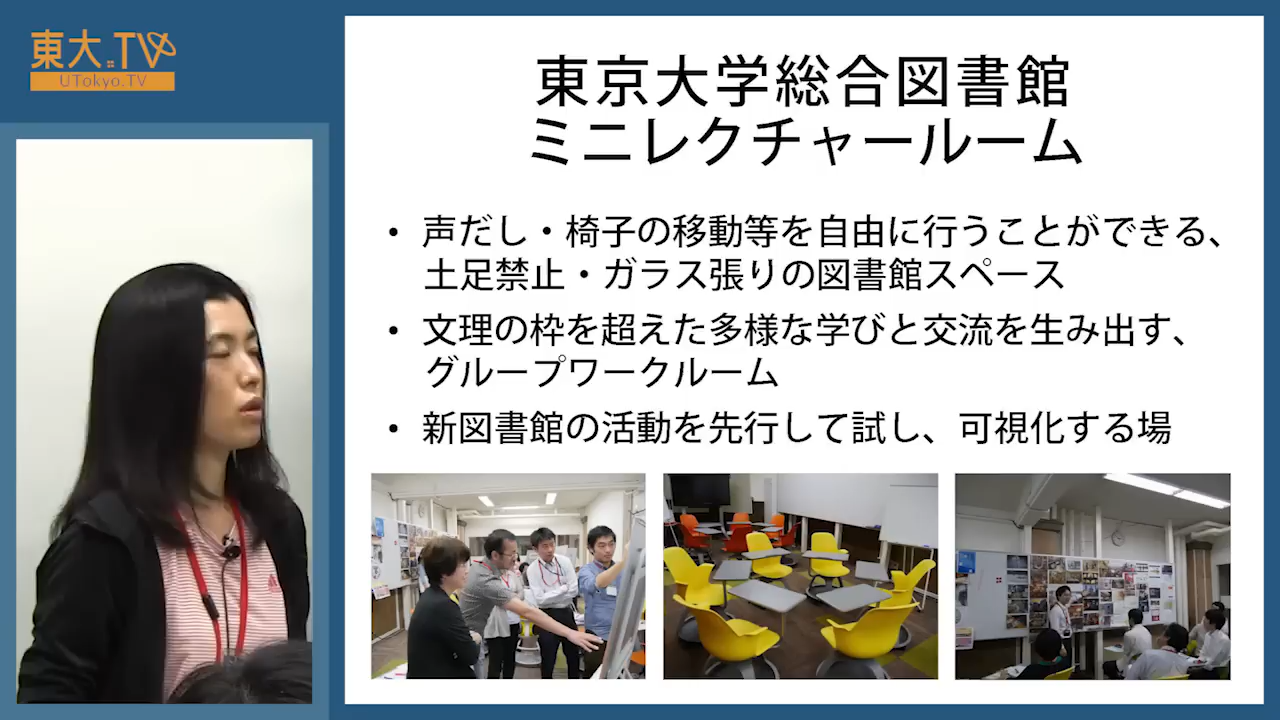 東大.TV
UTokyo.TV
東京大学総合図書館
ミニレクチャールーム
• 声だし・椅子の移動等を自由に行うことができる、
土足禁止・ガラス張りの図書館スペース
• 文理の枠を超えた多様な学びと交流を生み出す、
グループワークルーム
• 新図書館の活動を先行して試し、可視化する場